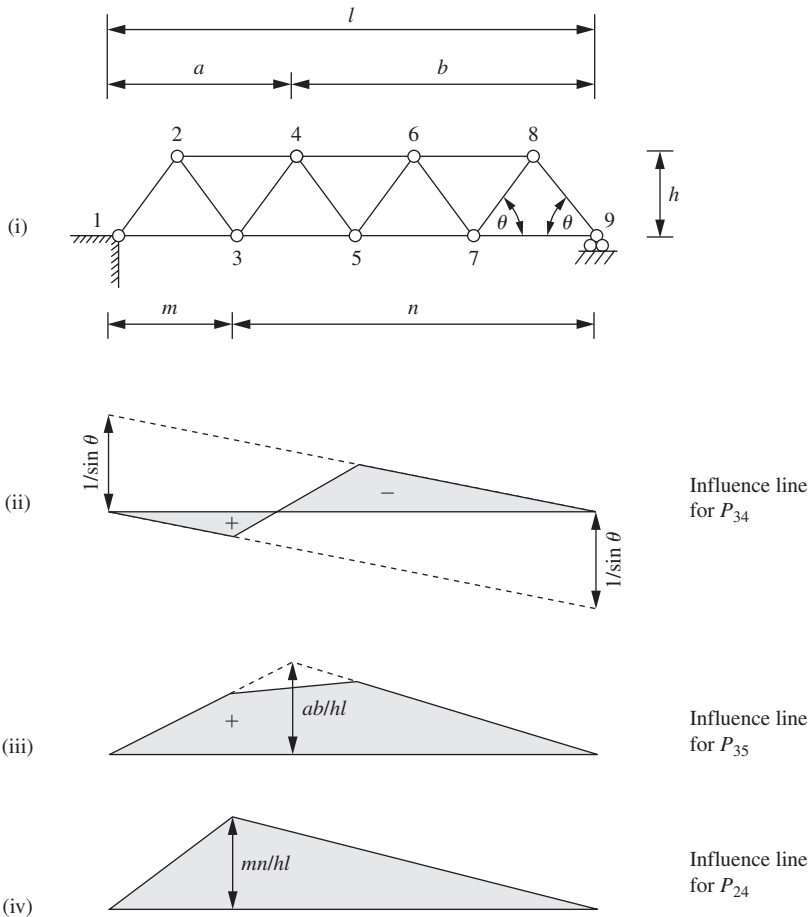 l
a
b
2
4
6
8
h
(i)
1
θ
θ
9
3
5
7
m
n
1/sin θ
(ii)
+
−
Influence line
for P34
1/sin θ
(iii)
+
ab/hl
Influence line
for P35
(iv)
mn/hl
Influence line
for P24